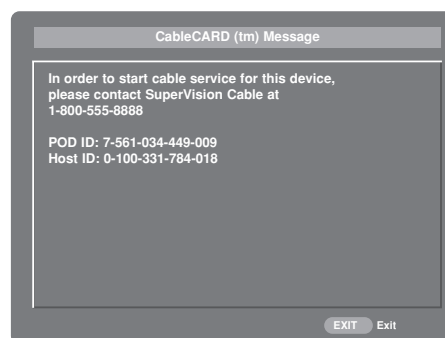 CableCARD (tm) Message
In order to start cable service for this device,
please contact SuperVision Cable at
1-800-555-8888
POD ID: 7-561-034-449-009
Host ID: 0-100-331-784-018
EXIT Exit